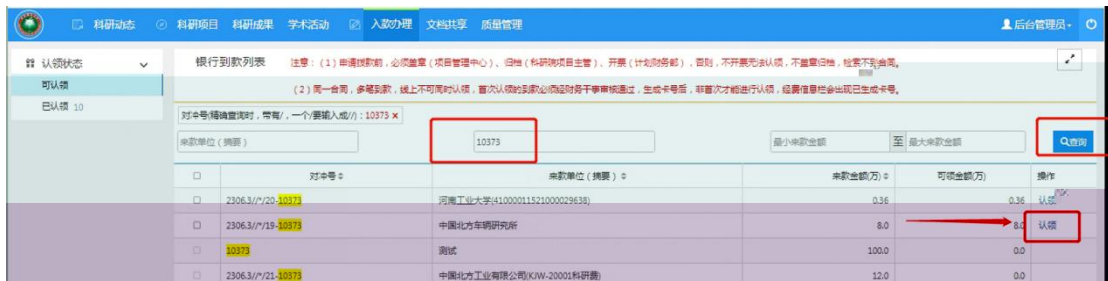 科研动态 科研项目 科研成果 学术活动 入款办理 文档共享 质量管理 后台管理员
认领状态
可认领
已认领 10
银行到款列表 注意:(1)申请拨款前,必须盖章(项目管理中心)、归档(科研院项目主管)、开票(计划财务部),否则,不开票无法认领,不盖章归档,检索不到合同。
(2)同一合同,多笔到款,线上不可同时认领,首次认领的到款必须经财务干事审核通过,生成卡号后,非首次才能进行认领,经费信息栏会出现已生成卡号。
对冲号(精确查询时,带有/,一个/要输入成//):10373 ×
来款单位(摘要) 10373 最小来款金额 至 最大来款金额 查询
对冲号 来款单位(摘要) 来款金额(万) 可领金额(万) 操作
2306.3//*/20-10373 河南工业大学(41000011521000029638) 0.36 0.36 认领
2306.3//*/19-10373 中国北方车辆研究所 8.0 8.0 认领
10373 测试 100.0 0.0
2306.3//*/21-10373 中国北方工业有限公司(KJW-20001科研费) 12.0 0.0